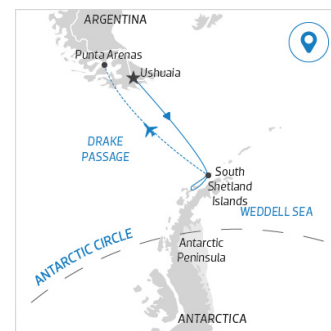 ARGENTINA
Punta Arenas
Ushuaia
DRAKE
PASSAGE
South
Shetland
Islands
WEDDELL SEA
ANTARCTIC CIRCLE
Antarctic
Peninsula
ANTARCTICA